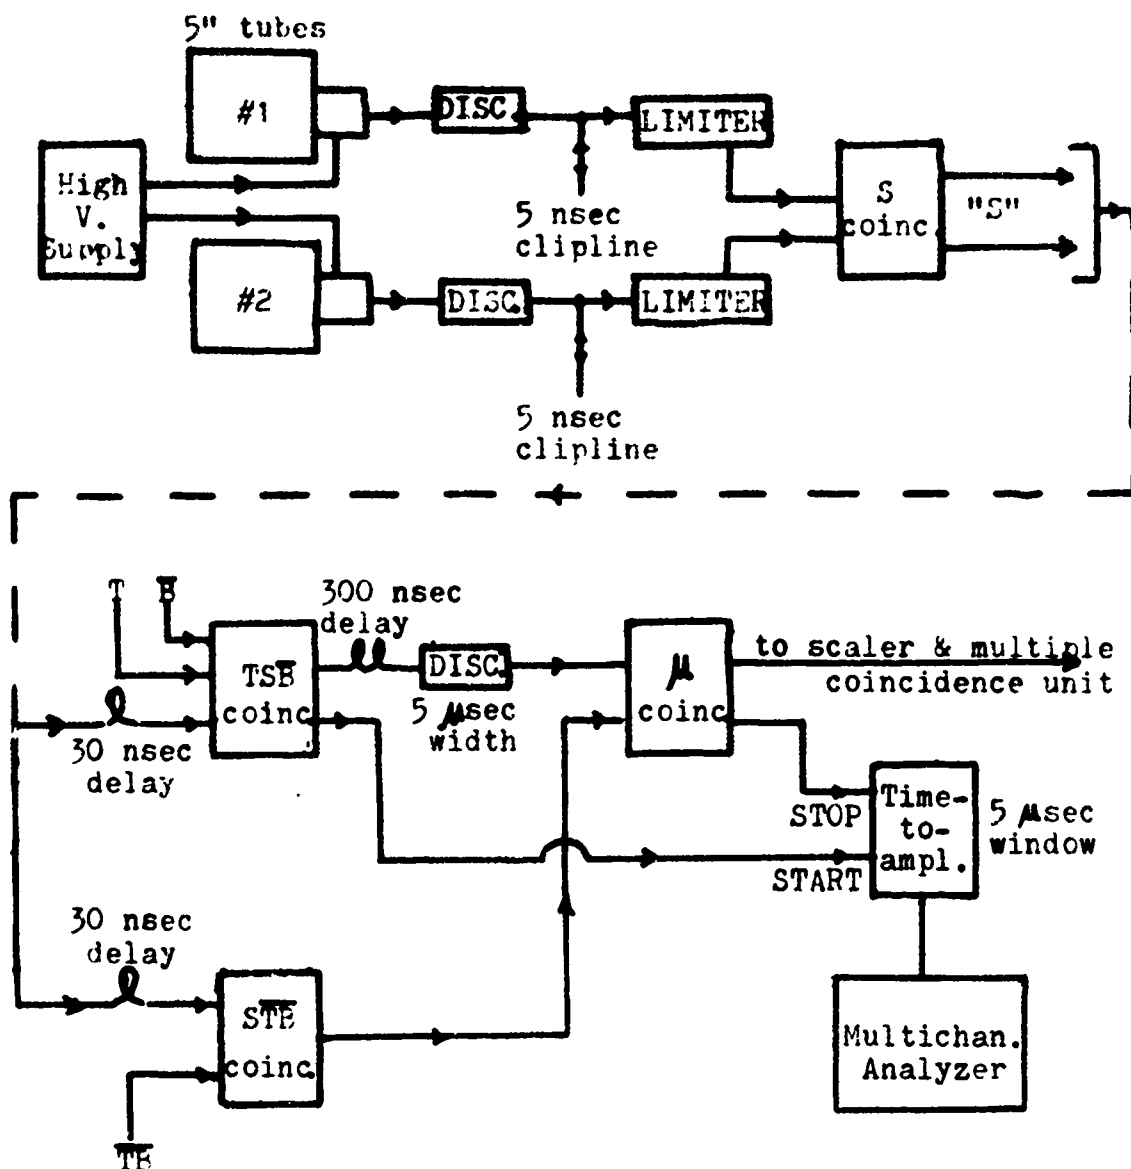 5" tubes
#1
DISC.
LIMITER
High
V.
Supply
5 nsec
clipline
S
coinc.
"S"
#2
DISC.
LIMITER
5 nsec
clipline
T
B̅
300 nsec
delay
TSB̅
coinc.
DISC.
5 μsec
width
μ
coinc.
to scaler & multiple
coincidence unit
30 nsec
delay
STOP
START
Time-
to-
ampl.
5 μsec
window
30 nsec
delay
ST̅B̅
coinc.
T̅B̅
Multichan.
Analyzer